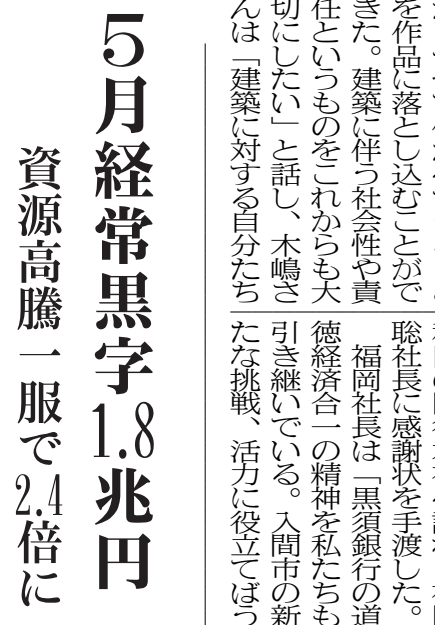 を作品に落とし込むことがで
きた。建築に伴う社会性や責
任というものをこれからも大
切にしたい」と話し、木嶋さ
んは「建築に対する自分たち
聡社長に感謝状を手渡した。
福岡社長は「黒須銀行の道
徳経済合一の精神を私たちも
引き継いでいる。入間市の新
たな挑戦、活力に役立てばう
5月経常黒字1.8兆円
資源高騰一服で2.4倍に